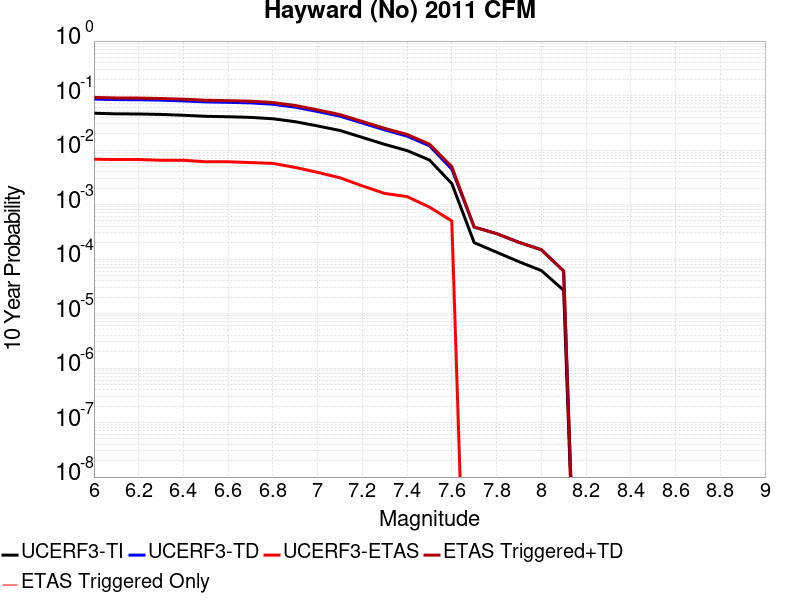 Hayward (No) 2011 CFM
10^0
10^-1
10^-2
10^-3
10^-4
10^-5
10^-6
10^-7
10^-8
10 Year Probability
6 6.2 6.4 6.6 6.8 7 7.2 7.4 7.6 7.8 8 8.2 8.4 8.6 8.8 9
Magnitude
UCERF3-TI UCERF3-TD UCERF3-ETAS ETAS Triggered+TD
ETAS Triggered Only